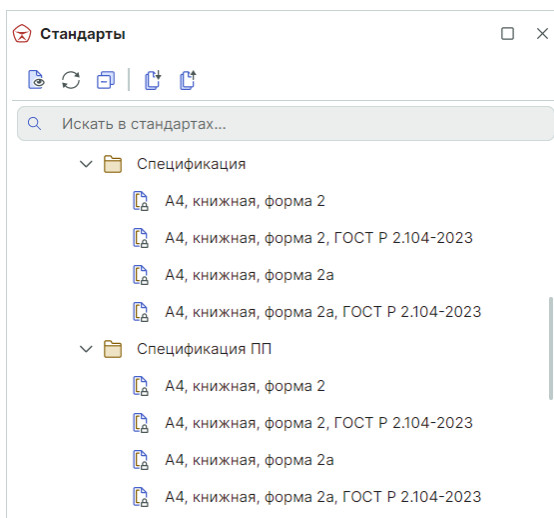 Стандарты
Искать в стандартах...
Спецификация
А4, книжная, форма 2
А4, книжная, форма 2, ГОСТ Р 2.104-2023
А4, книжная, форма 2а
А4, книжная, форма 2а, ГОСТ Р 2.104-2023
Спецификация ПП
А4, книжная, форма 2
А4, книжная, форма 2, ГОСТ Р 2.104-2023
А4, книжная, форма 2а
А4, книжная, форма 2а, ГОСТ Р 2.104-2023